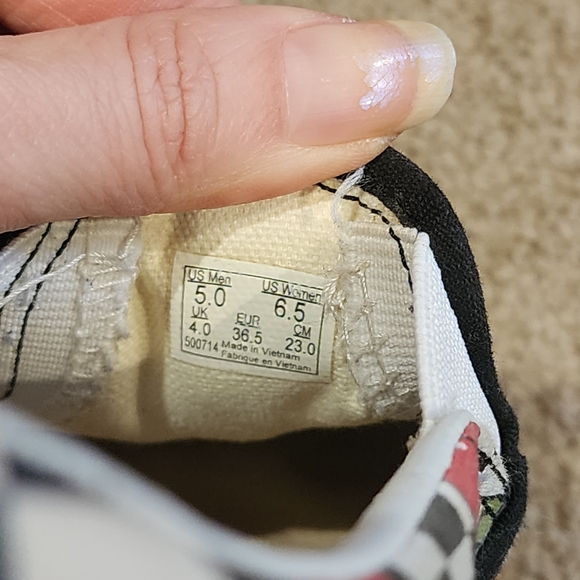 US Men US Women
5.0 6.5
UK EUR CM
4.0 36.5 23.0
500714 Made in Vietnam
Fabriqué en Vietnam